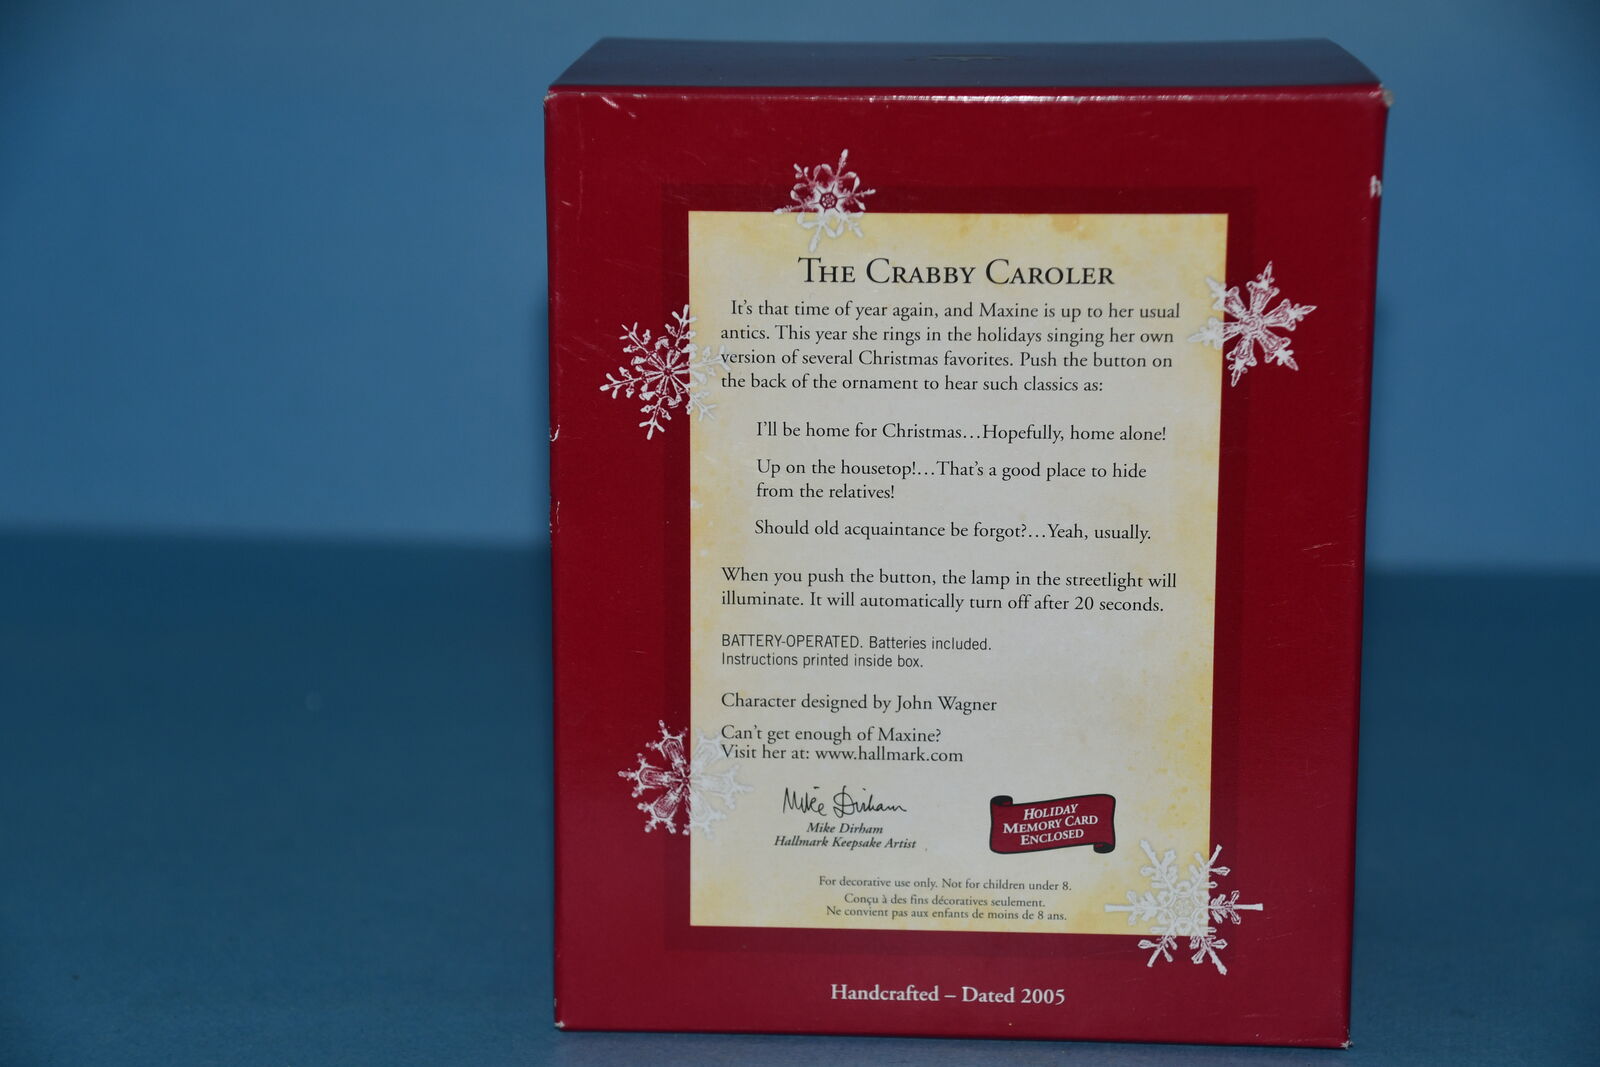 The Crabby Caroler
It's that time of year again, and Maxine is up to her usual
antics. This year she rings in the holidays singing her own
version of several Christmas favorites. Push the button on
the back of the ornament to hear such classics as:
I'll be home for Christmas…Hopefully, home alone!
Up on the housetop!…That's a good place to hide
from the relatives!
Should old acquaintance be forgot?…Yeah, usually.
When you push the button, the lamp in the streetlight will
illuminate. It will automatically turn off after 20 seconds.
BATTERY-OPERATED. Batteries included.
Instructions printed inside box.
Character designed by John Wagner
Can't get enough of Maxine?
Visit her at: www.hallmark.com
Mike Dirham
Mike Dirham
Hallmark Keepsake Artist
HOLIDAY
MEMORY CARD
ENCLOSED
For decorative use only. Not for children under 8.
Conçu à des fins décoratives seulement.
Ne convient pas aux enfants de moins de 8 ans.
Handcrafted – Dated 2005